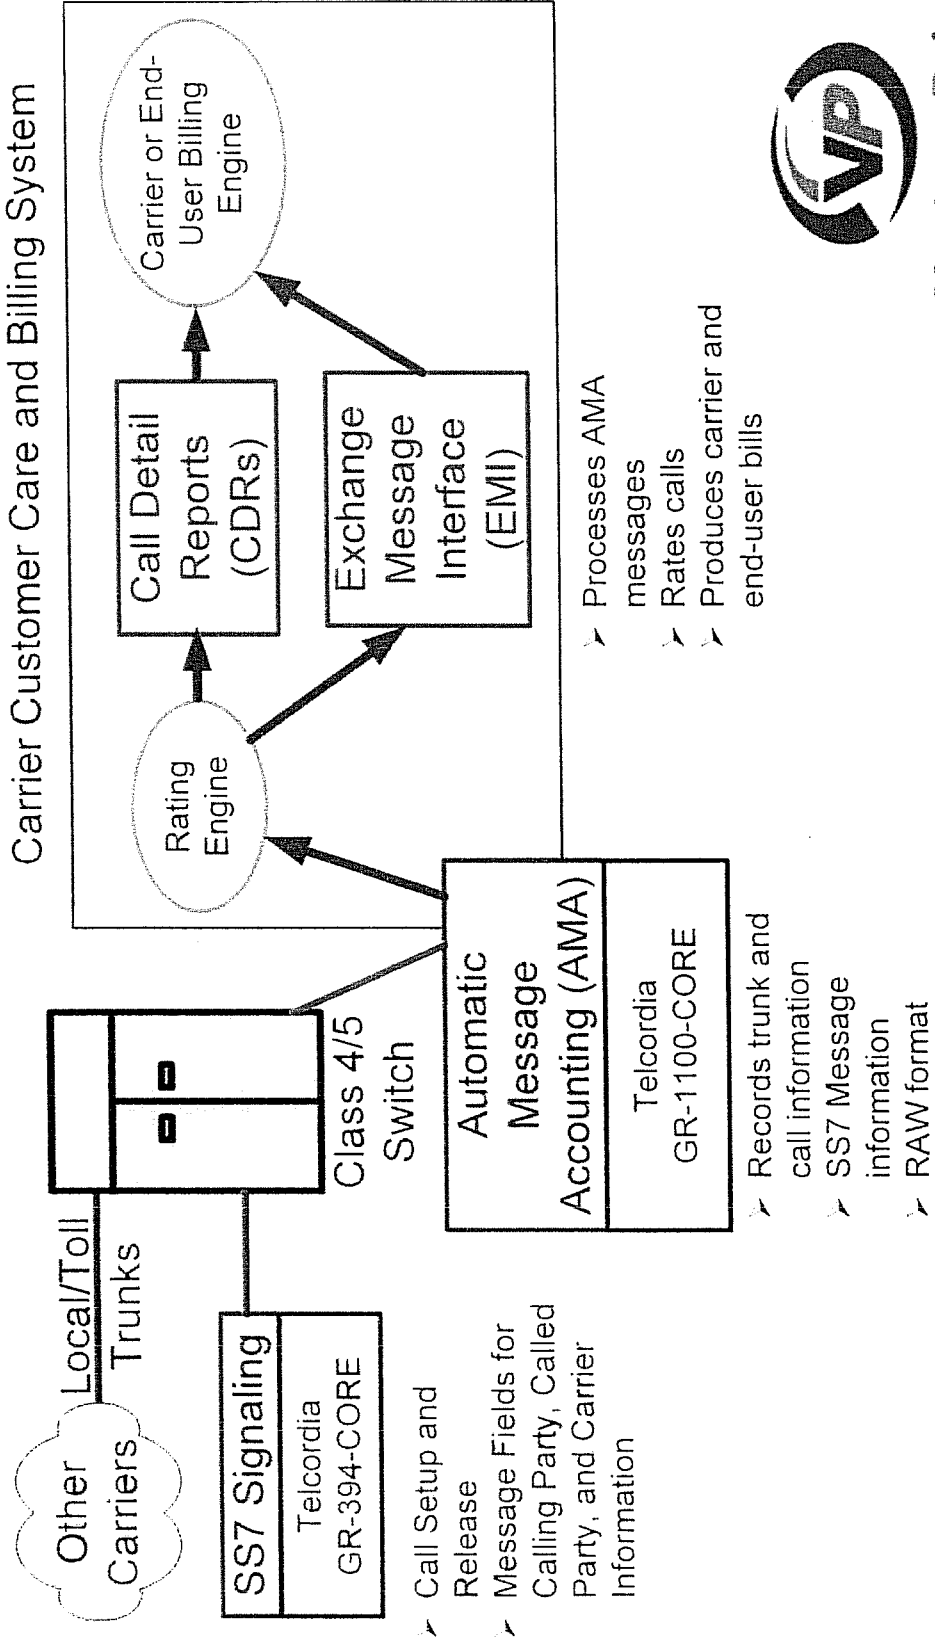 Carrier Customer Care and Billing System
Other
Carriers
Local/Toll
Trunks
SS7 Signaling
Telcordia
GR-394-CORE
Call Setup and
Release
Message Fields for
Calling Party, Called
Party, and Carrier
Information
Class 4/5
Switch
Automatic
Message
Accounting (AMA)
Telcordia
GR-1100-CORE
Records trunk and
call information
SS7 Message
information
RAW format
Rating
Engine
Call Detail
Reports
(CDRs)
Exchange
Message
Interface
(EMI)
Carrier or End-
User Billing
Engine
Processes AMA
messages
Rates calls
Produces carrier and
end-user bills
VP